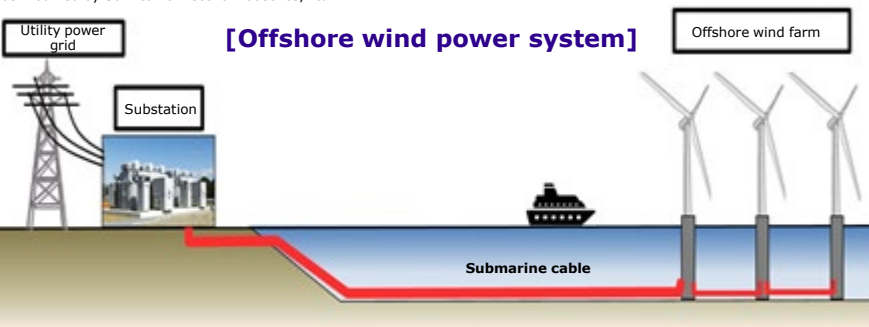 Utility power
grid
[Offshore wind power system]
Offshore wind farm
Substation
Submarine cable